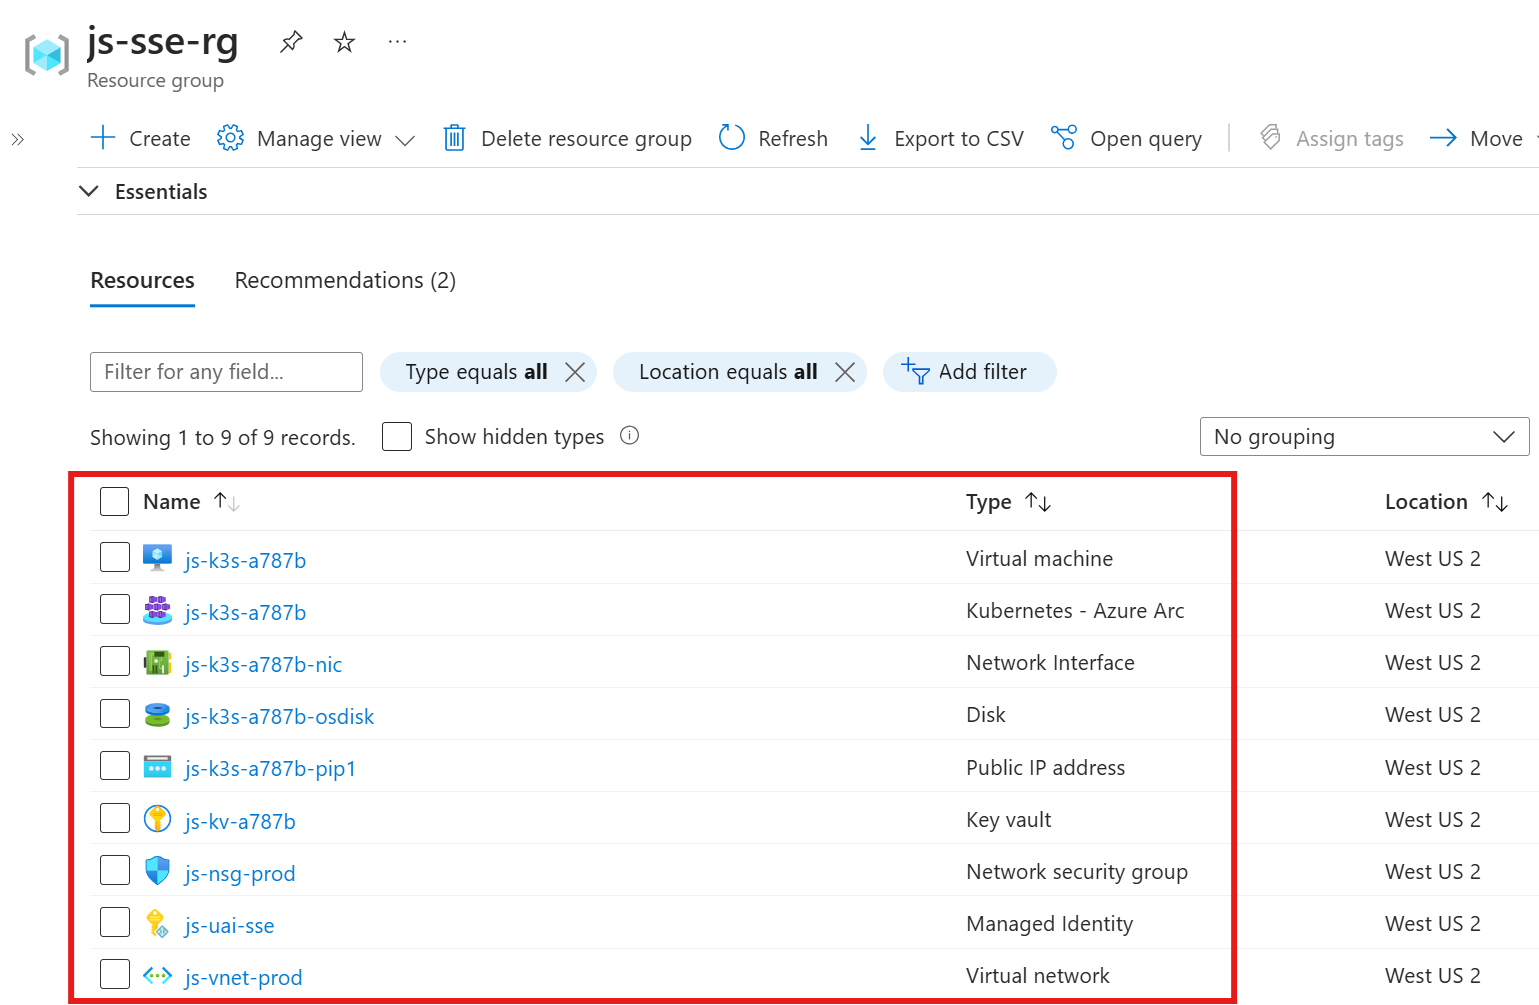 js-sse-rg
Resource group
Create Manage view Delete resource group Refresh Export to CSV Open query Assign tags Move
Essentials
Resources Recommendations (2)
Filter for any field... Type equals all Location equals all Add filter
Showing 1 to 9 of 9 records. Show hidden types No grouping
Name Type Location
js-k3s-a787b Virtual machine West US 2
js-k3s-a787b Kubernetes - Azure Arc West US 2
js-k3s-a787b-nic Network Interface West US 2
js-k3s-a787b-osdisk Disk West US 2
js-k3s-a787b-pip1 Public IP address West US 2
js-kv-a787b Key vault West US 2
js-nsg-prod Network security group West US 2
js-uai-sse Managed Identity West US 2
js-vnet-prod Virtual network West US 2